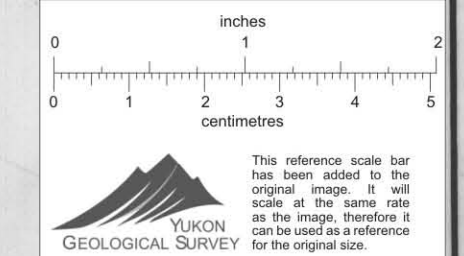 inches
0 1 2
0 1 2 3 4 5
centimetres
This reference scale bar
has been added to the
original image. It will
scale at the same rate
as the image, therefore it
can be used as a reference
for the original size.
YUKON
GEOLOGICAL SURVEY